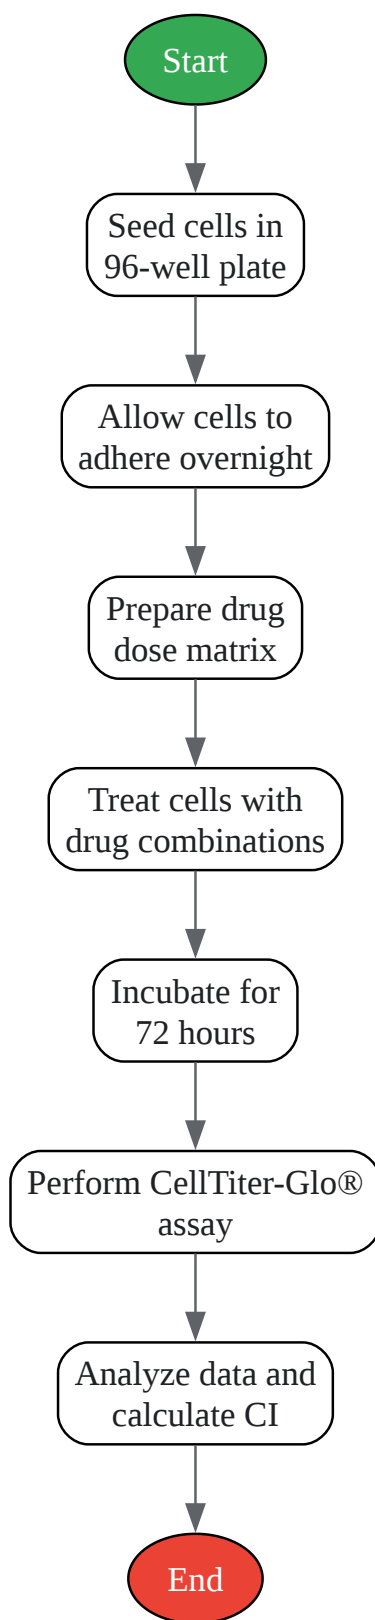 Start
Seed cells in
96-well plate
Allow cells to
adhere overnight
Prepare drug
dose matrix
Treat cells with
drug combinations
Incubate for
72 hours
Perform CellTiter-Glo®
assay
Analyze data and
calculate CI
End